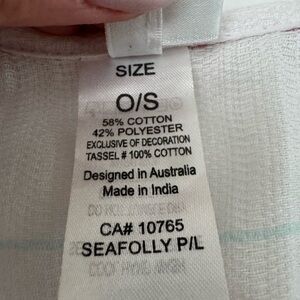 SIZE
O/S
58% COTTON
42% POLYESTER
EXCLUSIVE OF DECORATION
TASSEL # 100% COTTON
Designed in Australia
Made in India
CA# 10765
SEAFOLLY P/L